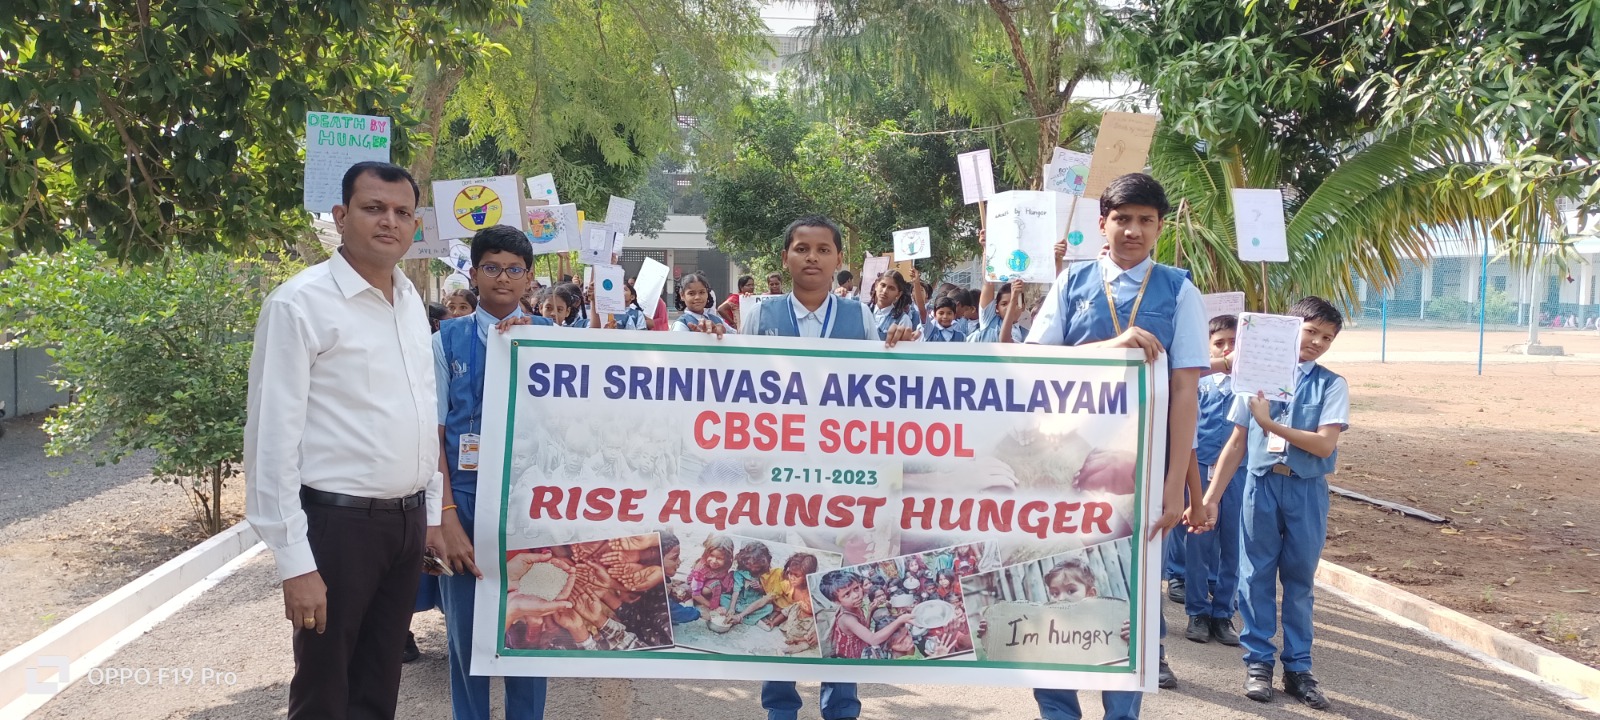 DEATH BY
HUNGER
SRI SRINIVASA AKSHARALAYAM
CBSE SCHOOL
27-11-2023
RISE AGAINST HUNGER
I'm hungry
OPPO F19 Pro